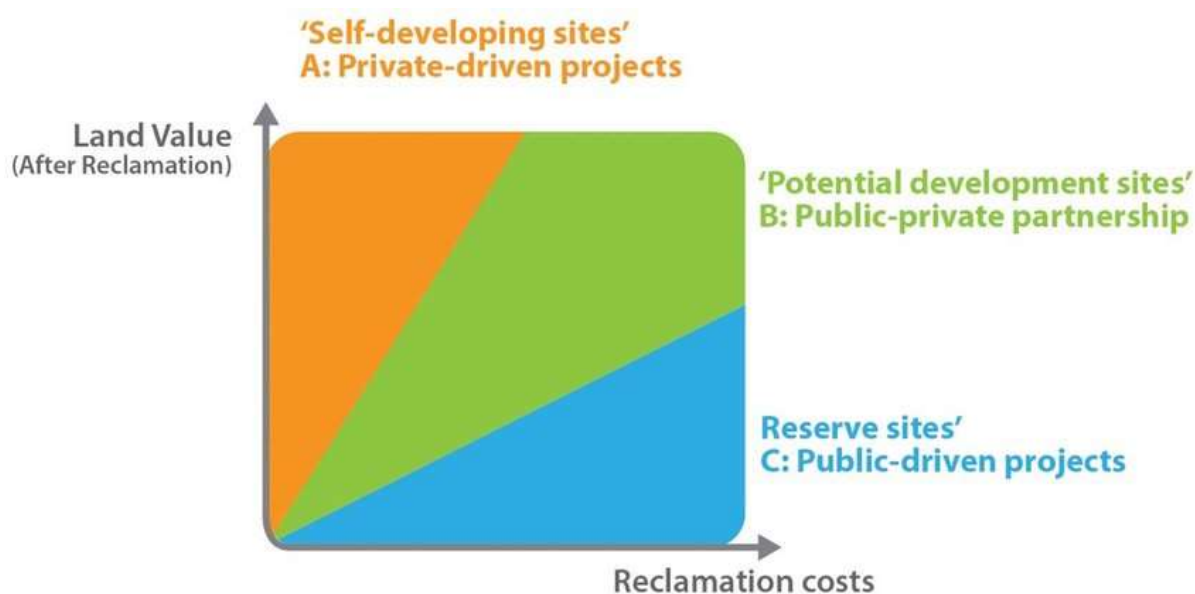 ‘Self-developing sites’
A: Private-driven projects
Land Value
(After Reclamation)
‘Potential development sites’
B: Public-private partnership
Reserve sites’
C: Public-driven projects
Reclamation costs